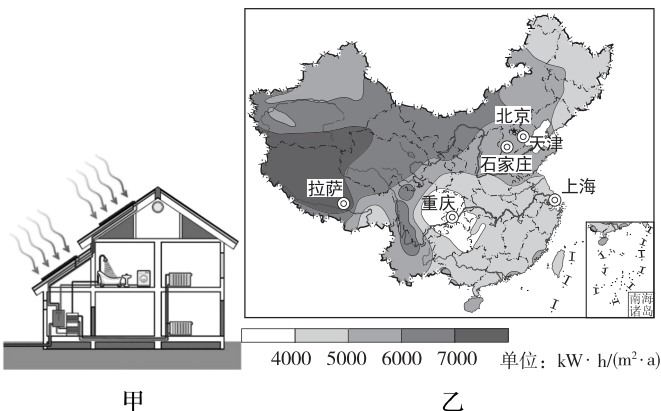 北京
天津
石家庄
拉萨
重庆
上海
南海
诸岛
4000 5000 6000 7000 单位：kW·h/(m²·a)
甲 乙